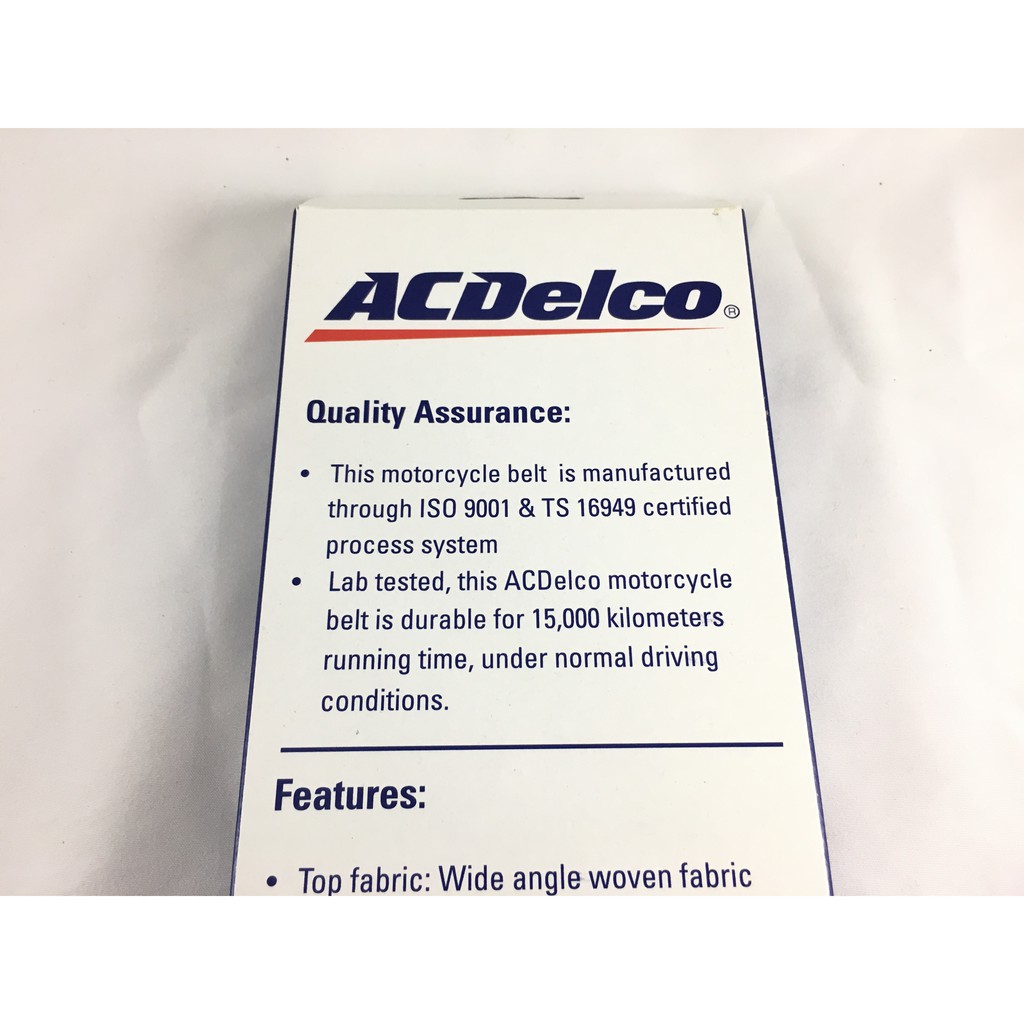 ACDelco®
Quality Assurance:
• This motorcycle belt is manufactured
through ISO 9001 & TS 16949 certified
process system
• Lab tested, this ACDelco motorcycle
belt is durable for 15,000 kilometers
running time, under normal driving
conditions.
Features:
• Top fabric: Wide angle woven fabric